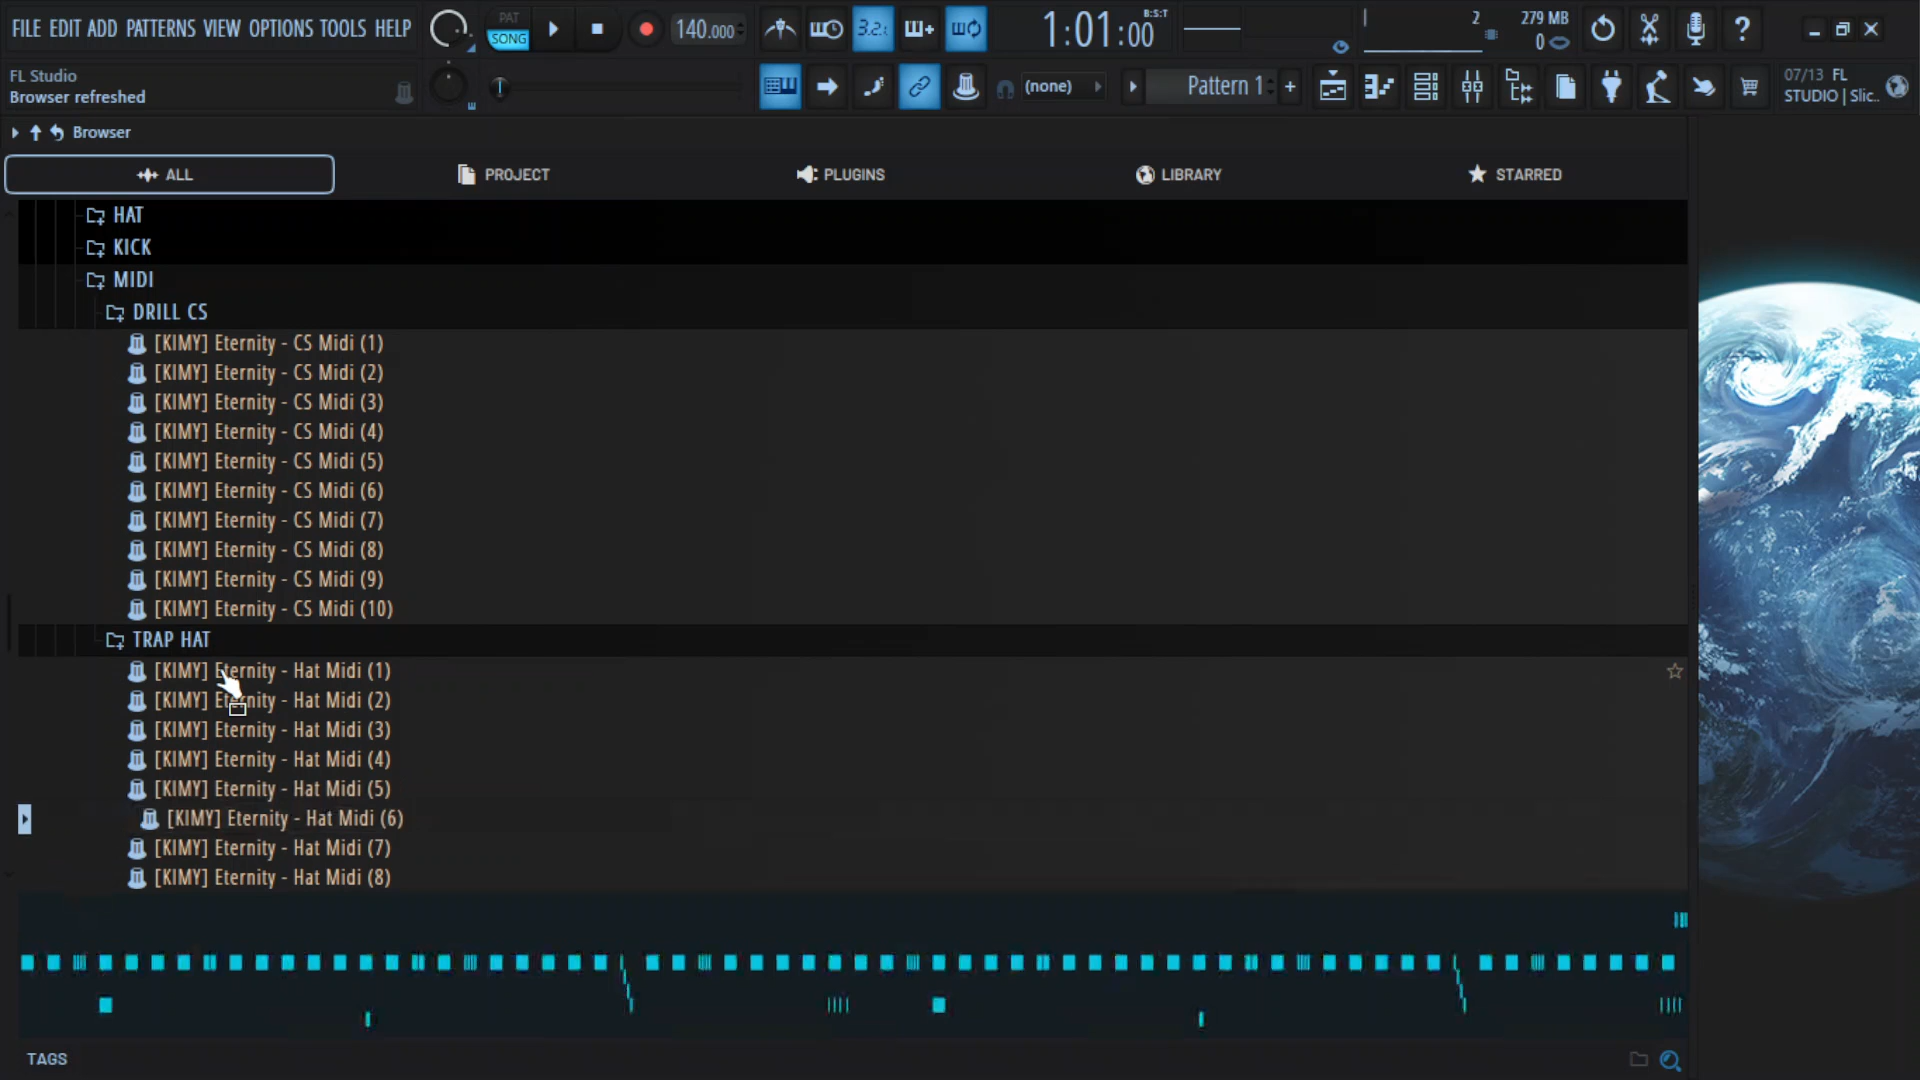 FILE EDIT ADD PATTERNS VIEW OPTIONS TOOLS HELP
PAT
SONG
140.000
3.2.
1:01:00
B:S:T
2
279 MB
0
FL Studio
Browser refreshed
(none)
Pattern 1
07/13 FL
STUDIO | Slic..
Browser
ALL
PROJECT
PLUGINS
LIBRARY
STARRED
HAT
KICK
MIDI
DRILL CS
[KIMY] Eternity - CS Midi (1)
[KIMY] Eternity - CS Midi (2)
[KIMY] Eternity - CS Midi (3)
[KIMY] Eternity - CS Midi (4)
[KIMY] Eternity - CS Midi (5)
[KIMY] Eternity - CS Midi (6)
[KIMY] Eternity - CS Midi (7)
[KIMY] Eternity - CS Midi (8)
[KIMY] Eternity - CS Midi (9)
[KIMY] Eternity - CS Midi (10)
TRAP HAT
[KIMY] Eternity - Hat Midi (1)
[KIMY] Eternity - Hat Midi (2)
[KIMY] Eternity - Hat Midi (3)
[KIMY] Eternity - Hat Midi (4)
[KIMY] Eternity - Hat Midi (5)
[KIMY] Eternity - Hat Midi (6)
[KIMY] Eternity - Hat Midi (7)
[KIMY] Eternity - Hat Midi (8)
TAGS